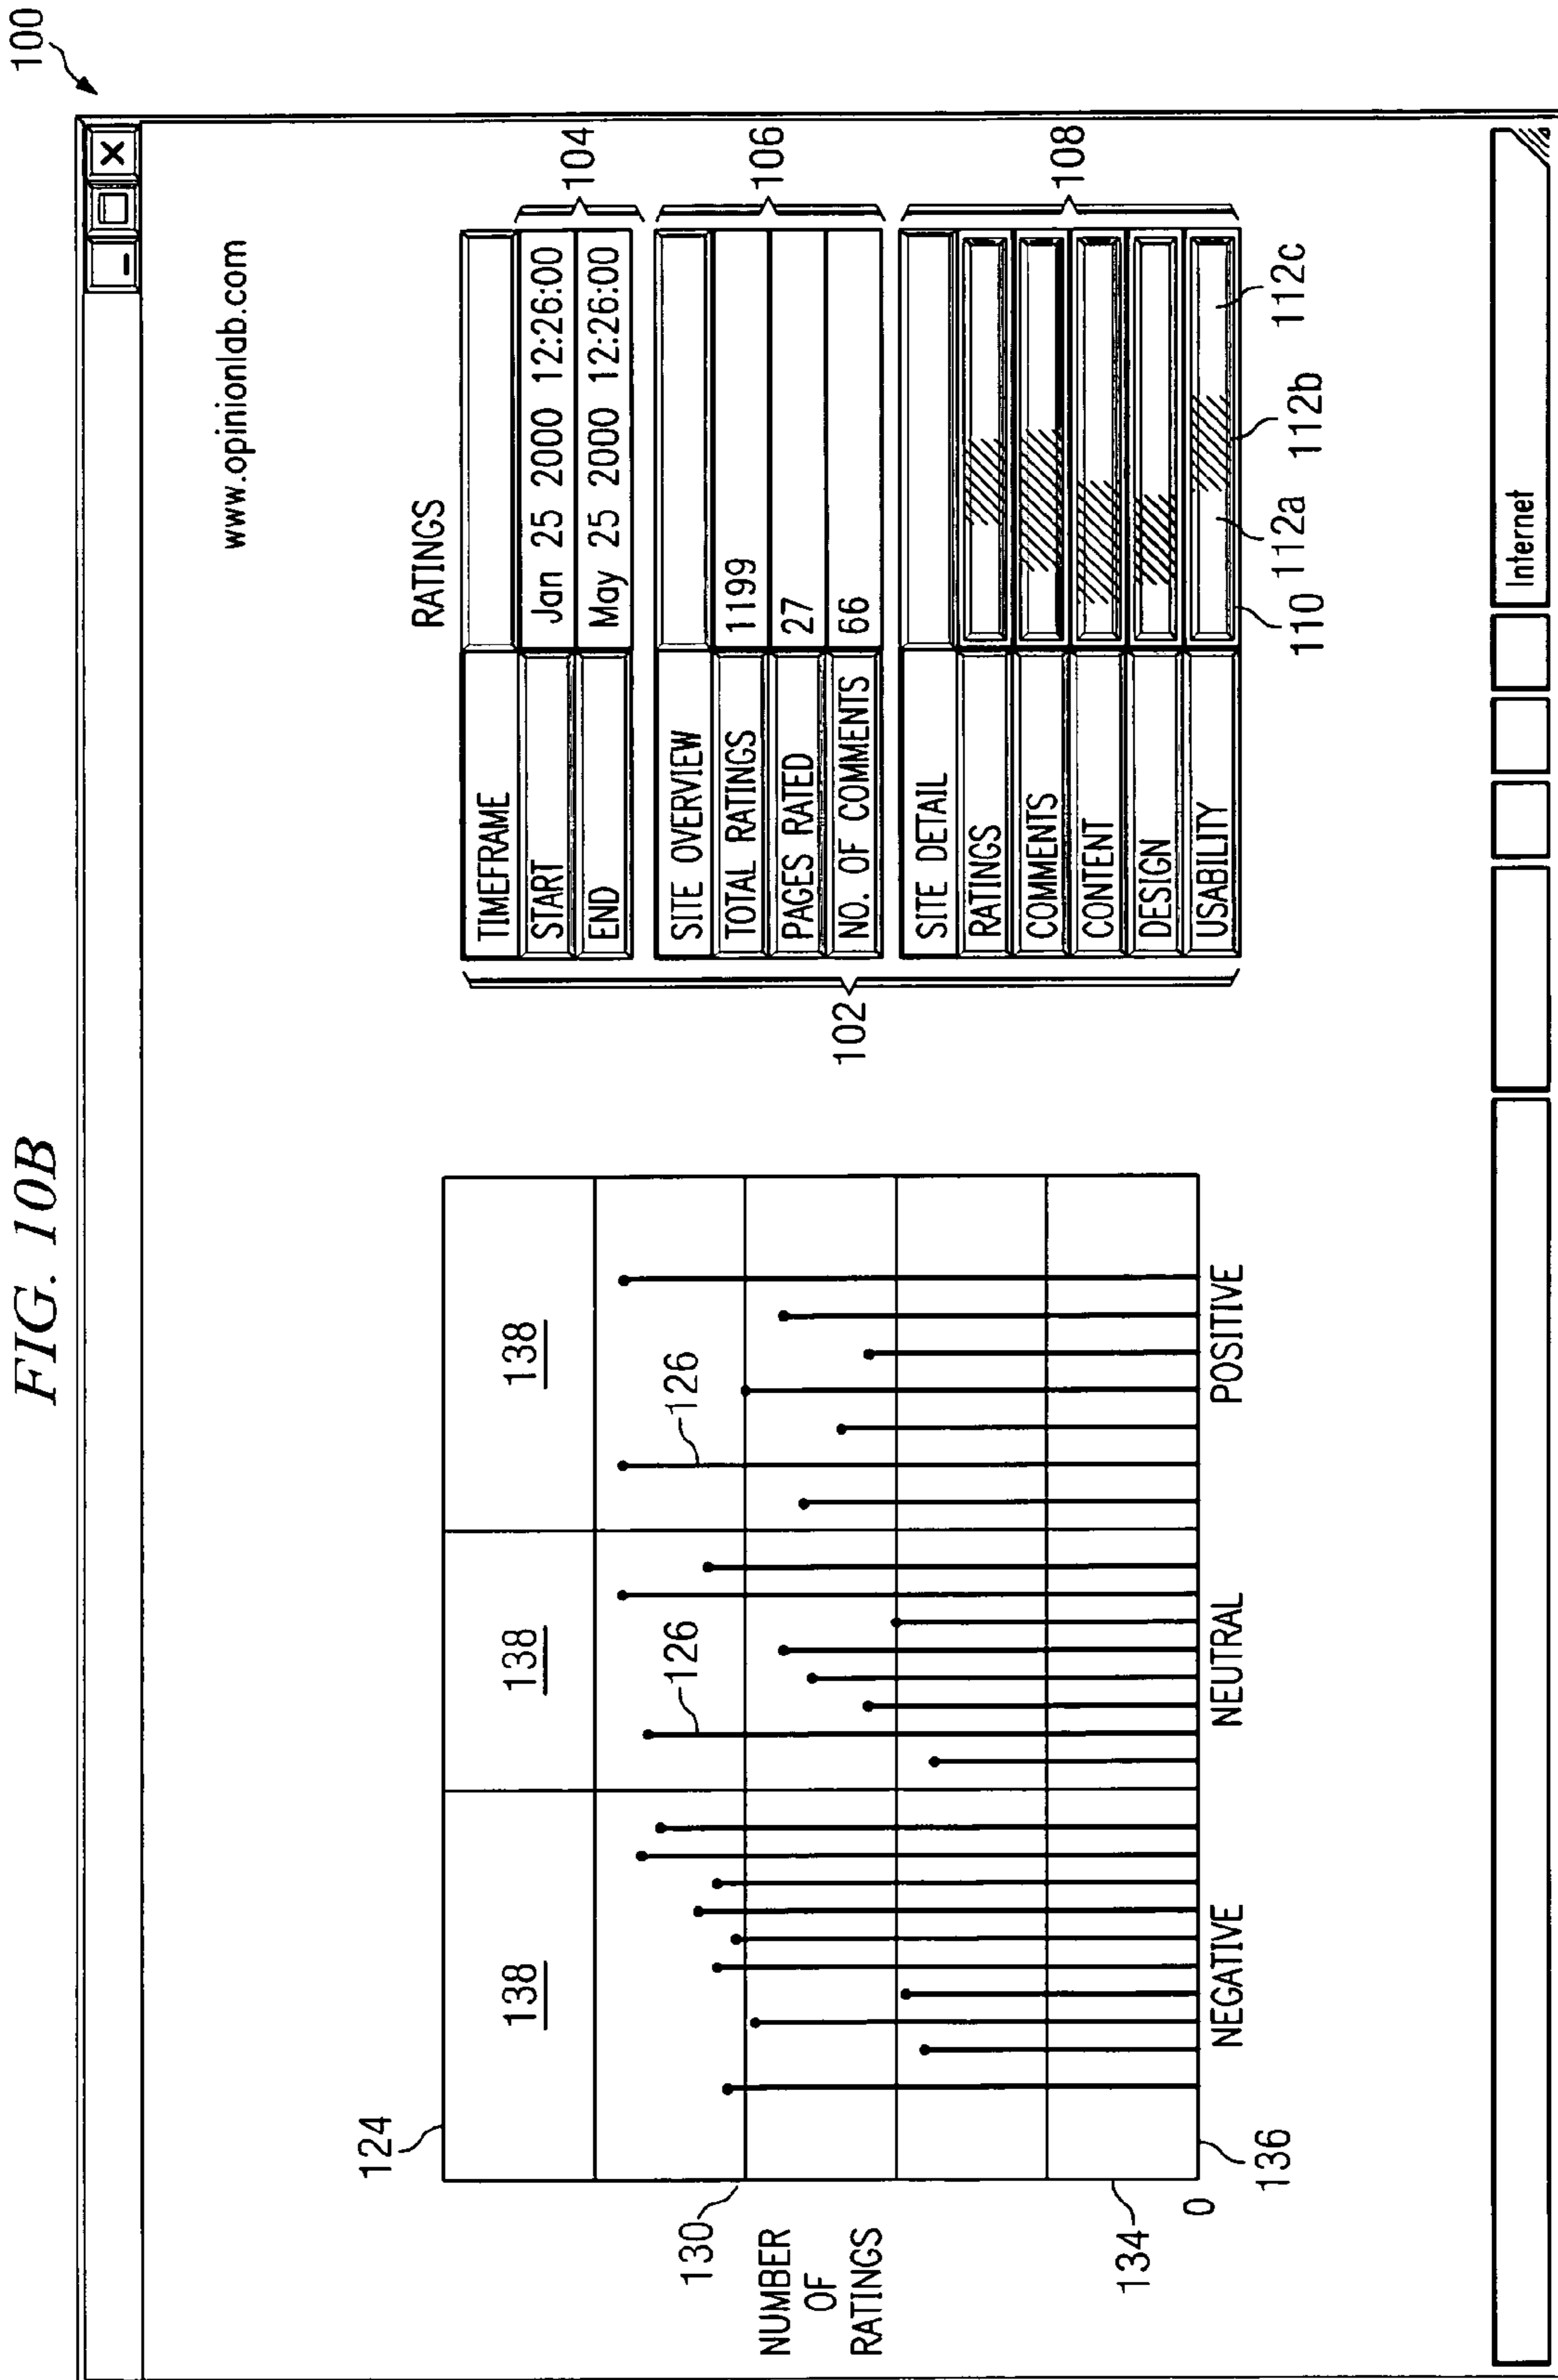 FIG. 10B
100
www.opinionlab.com
124
138
138
138
126
126
130
NUMBER
OF
RATINGS
134
0
136
NEGATIVE
NEUTRAL
POSITIVE
RATINGS
102
TIMEFRAME
START
Jan 25 2000 12:26:00
END
May 25 2000 12:26:00
104
SITE OVERVIEW
TOTAL RATINGS
1199
PAGES RATED
27
NO. OF COMMENTS
66
106
SITE DETAIL
RATINGS
COMMENTS
CONTENT
DESIGN
USABILITY
108
110
112a
112b
112c
Internet